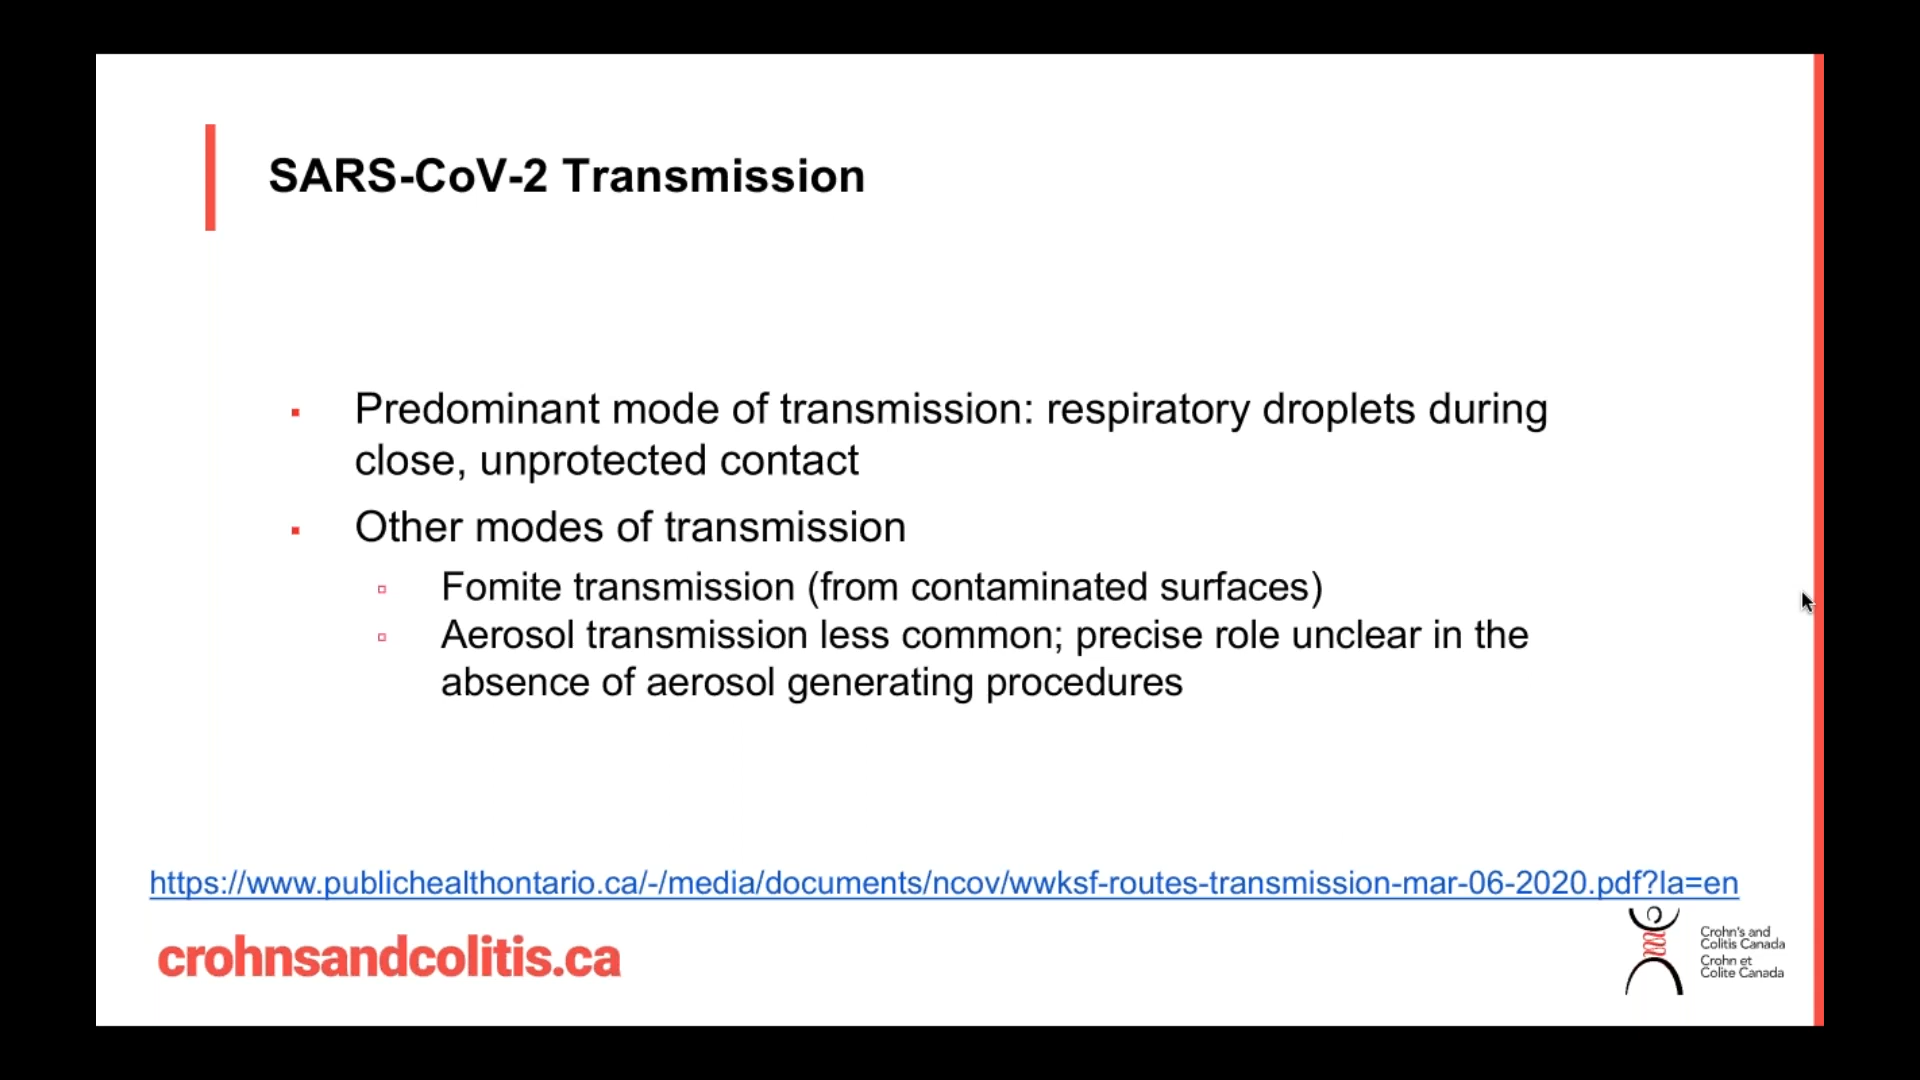 SARS-CoV-2 Transmission
Predominant mode of transmission: respiratory droplets during
close, unprotected contact
Other modes of transmission
Fomite transmission (from contaminated surfaces)
Aerosol transmission less common; precise role unclear in the
absence of aerosol generating procedures
https://www.publichealthontario.ca/-/media/documents/ncov/wwksf-routes-transmission-mar-06-2020.pdf?la=en
crohnsandcolitis.ca
Crohn's and
Colitis Canada
Crohn et
Colite Canada